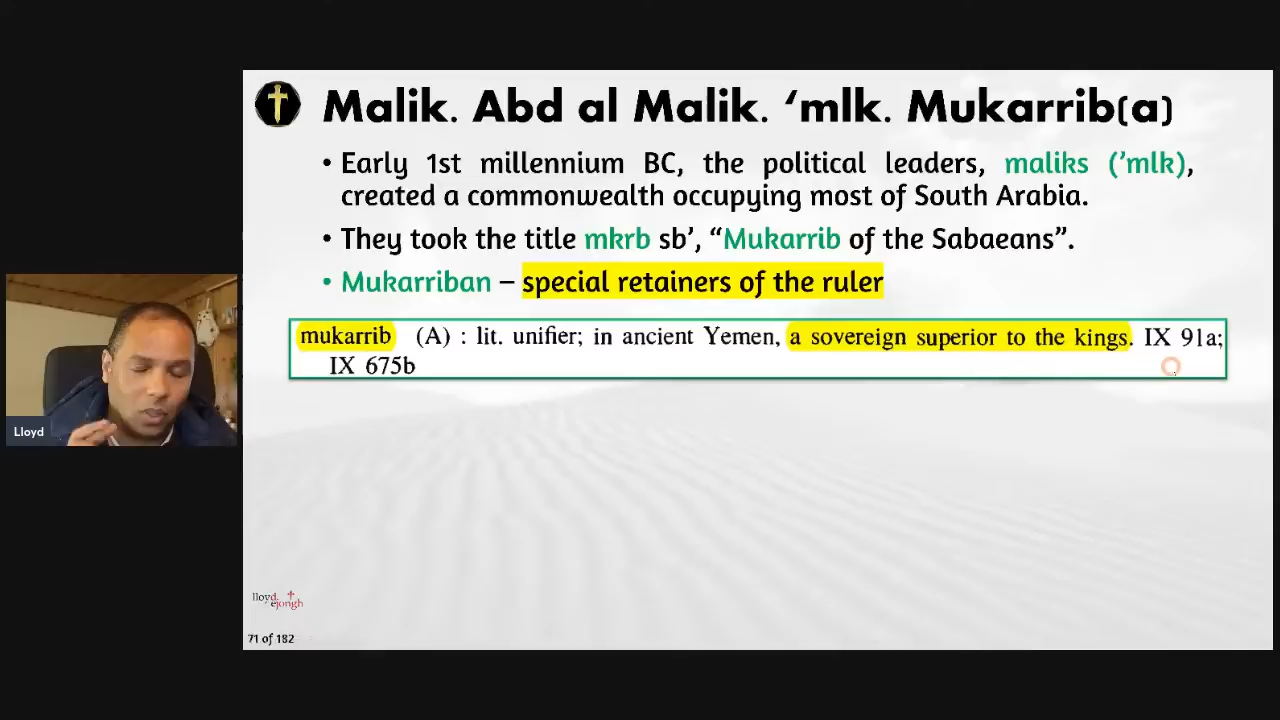 Malik. Abd al Malik. ‘mlk. Mukarrib(a)
• Early 1st millennium BC, the political leaders, maliks (’mlk),
created a commonwealth occupying most of South Arabia.
• They took the title mkrb sb’, “Mukarrib of the Sabaeans”.
• Mukarriban – special retainers of the ruler
mukarrib (A) : lit. unifier; in ancient Yemen, a sovereign superior to the kings. IX 91a;
IX 675b
Lloyd
lloyd
ejongh
71 of 182